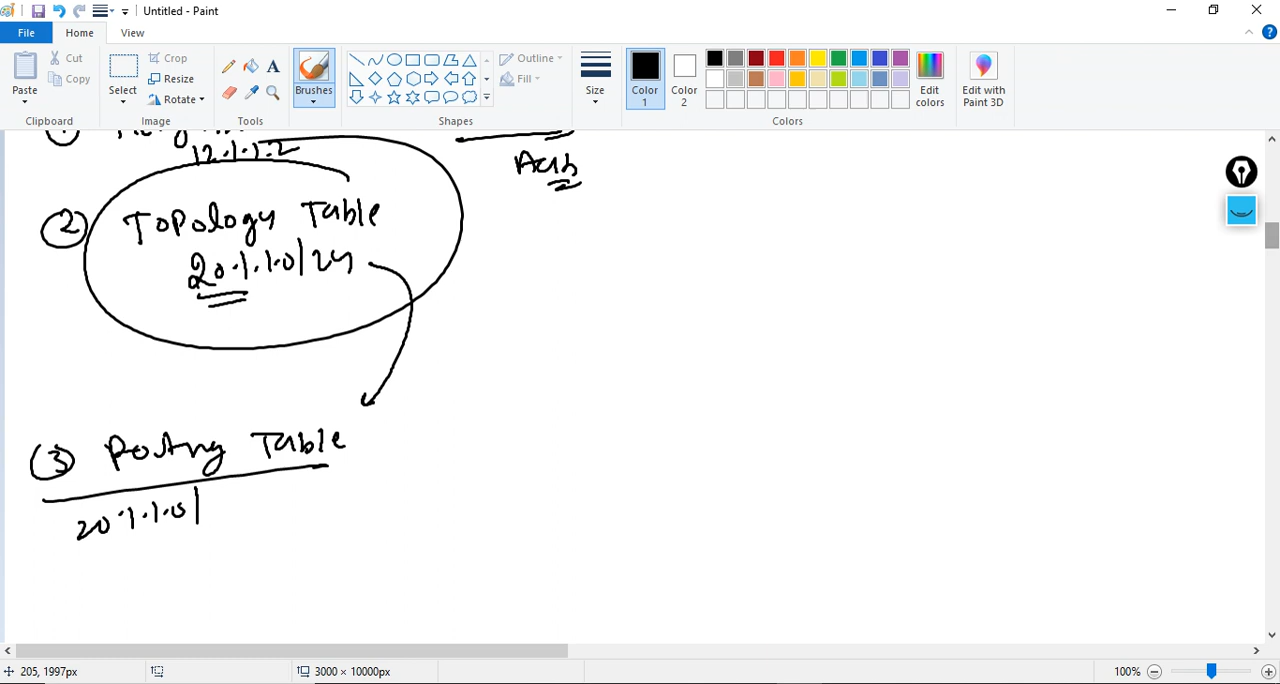 Untitled - Paint
File Home View
Paste
Cut
Copy
Clipboard
Select
Crop
Resize
Rotate
Image
A
Tools
Brushes
Outline
Fill
Shapes
Size
Color 1
Color 2
Edit colors
Edit with Paint 3D
Colors
①
12.1.1.2
② Topology Table
20.1.1.0/24
③ Routing Table
20.1.1.0/
205, 1997px
3000 × 10000px
100%